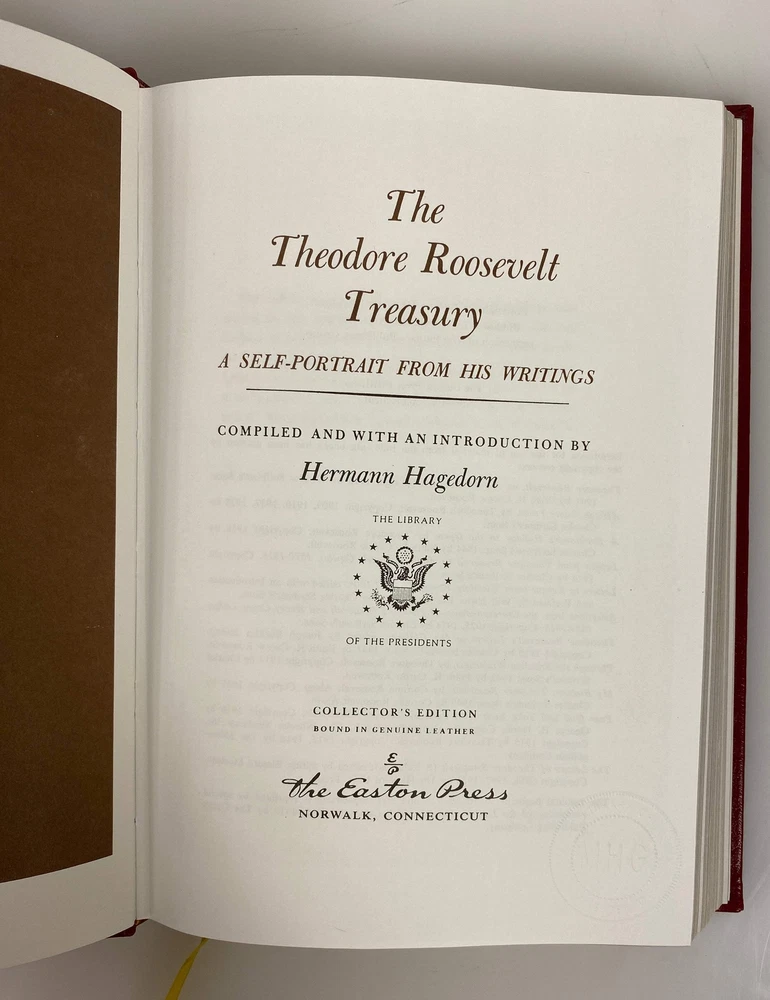 The
Theodore Roosevelt
Treasury
A SELF-PORTRAIT FROM HIS WRITINGS
COMPILED AND WITH AN INTRODUCTION BY
Hermann Hagedorn
THE LIBRARY
OF THE PRESIDENTS
COLLECTOR'S EDITION
BOUND IN GENUINE LEATHER
E
P
the Easton Press
NORWALK, CONNECTICUT